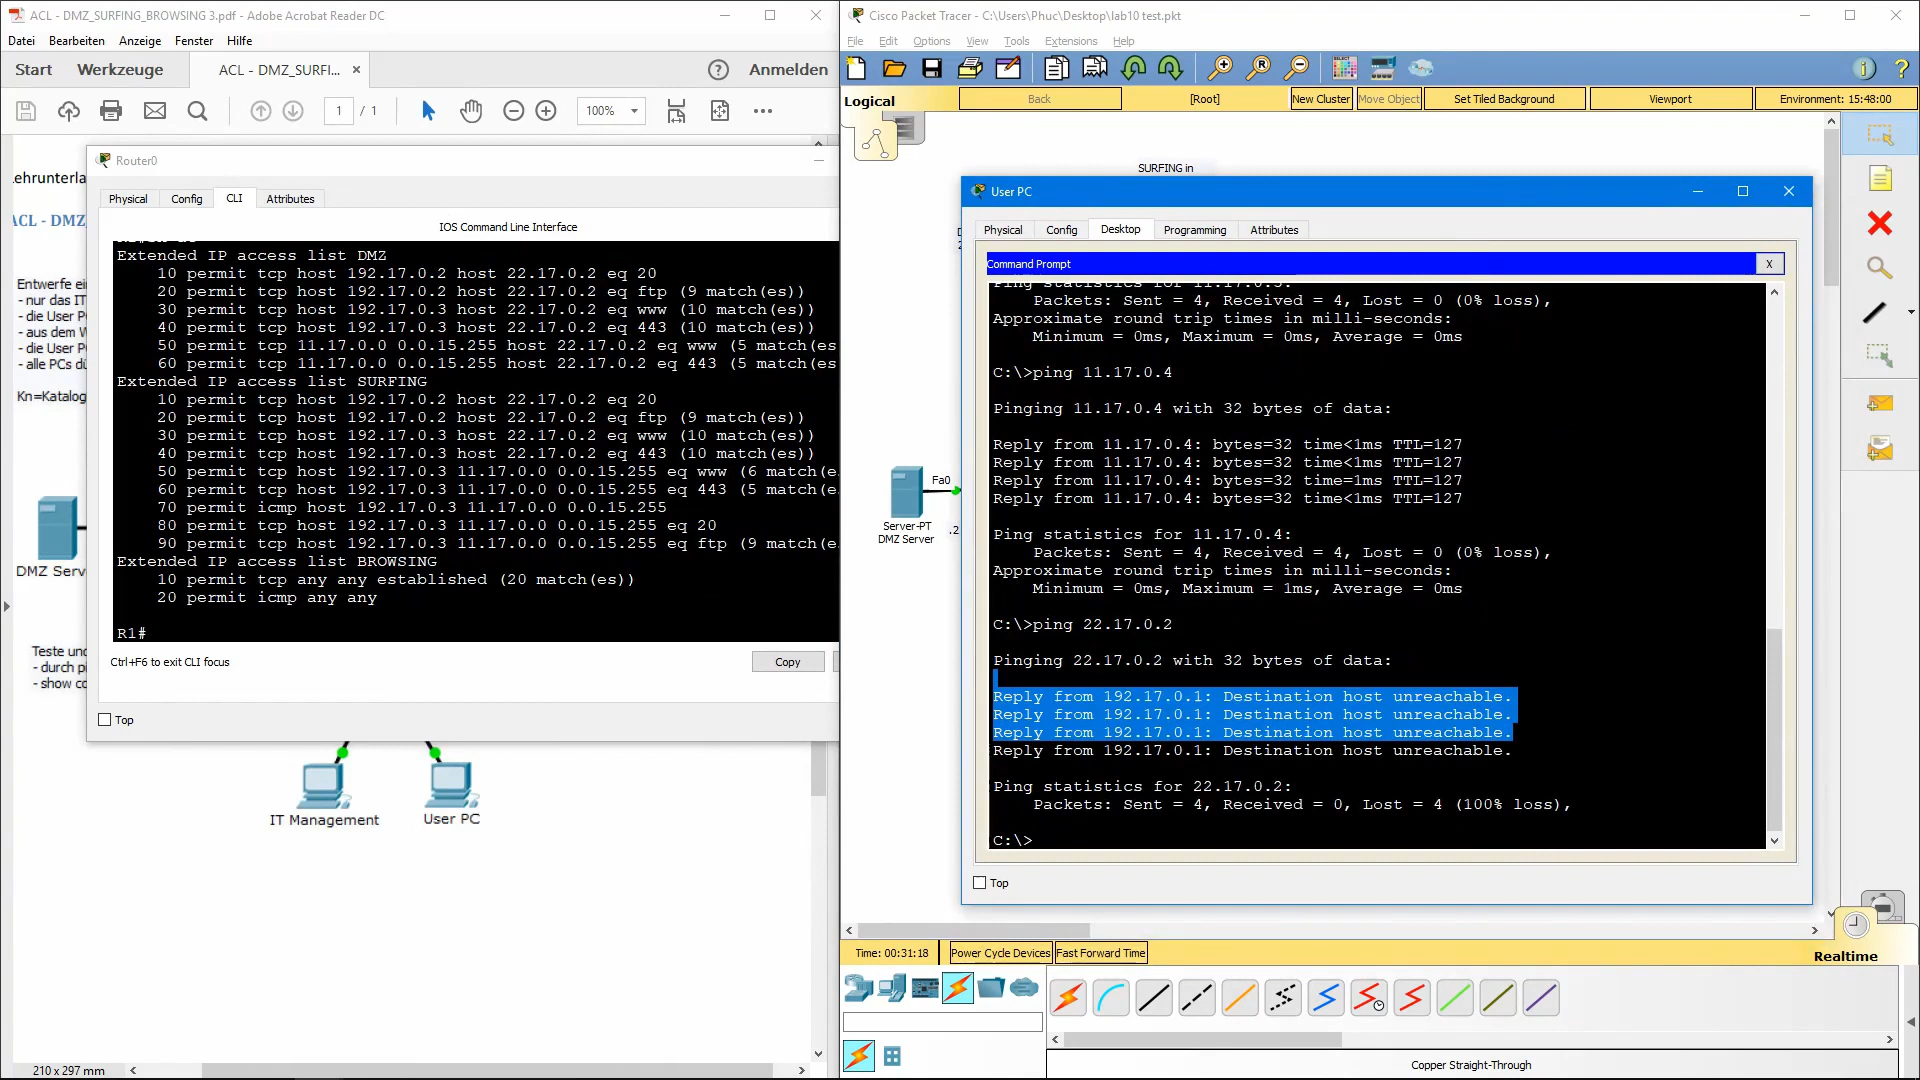 ACL - DMZ_SURFING_BROWSING 3.pdf - Adobe Acrobat Reader DC
Datei Bearbeiten Anzeige Fenster Hilfe
Start Werkzeuge ACL - DMZ_SURFI... × Anmelden
1 / 1 100%
ehrunterla
ACL - DMZ
Entwerfe ei
- nur das IT
- die User P
- aus dem W
- die User P
- alle PCs dü
Kn=Katalog
DMZ Serv
Teste und
- durch pi
- show co
IT Management User PC
210 x 297 mm
Router0
Physical Config CLI Attributes
IOS Command Line Interface
Extended IP access list DMZ
10 permit tcp host 192.17.0.2 host 22.17.0.2 eq 20
20 permit tcp host 192.17.0.2 host 22.17.0.2 eq ftp (9 match(es))
30 permit tcp host 192.17.0.3 host 22.17.0.2 eq www (10 match(es))
40 permit tcp host 192.17.0.3 host 22.17.0.2 eq 443 (10 match(es))
50 permit tcp 11.17.0.0 0.0.15.255 host 22.17.0.2 eq www (5 match(es
60 permit tcp 11.17.0.0 0.0.15.255 host 22.17.0.2 eq 443 (5 match(es
Extended IP access list SURFING
10 permit tcp host 192.17.0.2 host 22.17.0.2 eq 20
20 permit tcp host 192.17.0.2 host 22.17.0.2 eq ftp (9 match(es))
30 permit tcp host 192.17.0.3 host 22.17.0.2 eq www (10 match(es))
40 permit tcp host 192.17.0.3 host 22.17.0.2 eq 443 (10 match(es))
50 permit tcp host 192.17.0.3 11.17.0.0 0.0.15.255 eq www (6 match(e
60 permit tcp host 192.17.0.3 11.17.0.0 0.0.15.255 eq 443 (5 match(e
70 permit icmp host 192.17.0.3 11.17.0.0 0.0.15.255
80 permit tcp host 192.17.0.3 11.17.0.0 0.0.15.255 eq 20
90 permit tcp host 192.17.0.3 11.17.0.0 0.0.15.255 eq ftp (9 match(e
Extended IP access list BROWSING
10 permit tcp any any established (20 match(es))
20 permit icmp any any
R1#
Ctrl+F6 to exit CLI focus
Copy
Top
Cisco Packet Tracer - C:\Users\Phuc\Desktop\lab10 test.pkt
File Edit Options View Tools Extensions Help
Logical Back [Root] New Cluster Move Object Set Tiled Background Viewport Environment: 15:48:00
SURFING in
Fa0
Server-PT
DMZ Server
.2
User PC
Physical Config Desktop Programming Attributes
Command Prompt
X
Ping statistics for 11.17.0.3:
Packets: Sent = 4, Received = 4, Lost = 0 (0% loss),
Approximate round trip times in milli-seconds:
Minimum = 0ms, Maximum = 0ms, Average = 0ms
C:\>ping 11.17.0.4
Pinging 11.17.0.4 with 32 bytes of data:
Reply from 11.17.0.4: bytes=32 time<1ms TTL=127
Reply from 11.17.0.4: bytes=32 time<1ms TTL=127
Reply from 11.17.0.4: bytes=32 time=1ms TTL=127
Reply from 11.17.0.4: bytes=32 time<1ms TTL=127
Ping statistics for 11.17.0.4:
Packets: Sent = 4, Received = 4, Lost = 0 (0% loss),
Approximate round trip times in milli-seconds:
Minimum = 0ms, Maximum = 1ms, Average = 0ms
C:\>ping 22.17.0.2
Pinging 22.17.0.2 with 32 bytes of data:
Reply from 192.17.0.1: Destination host unreachable.
Reply from 192.17.0.1: Destination host unreachable.
Reply from 192.17.0.1: Destination host unreachable.
Reply from 192.17.0.1: Destination host unreachable.
Ping statistics for 22.17.0.2:
Packets: Sent = 4, Received = 0, Lost = 4 (100% loss),
C:\>
Top
Time: 00:31:18 Power Cycle Devices Fast Forward Time
Realtime
Copper Straight-Through